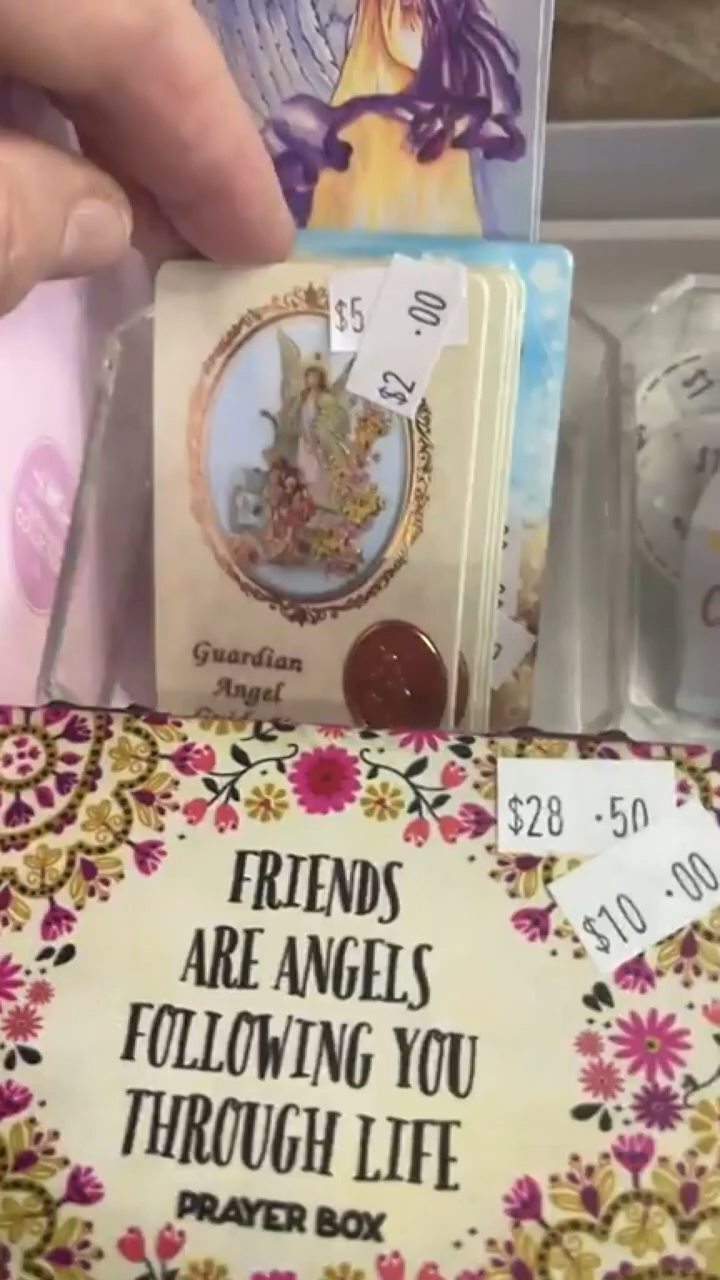 $5
$2 .00
Guardian
Angel
$28 .50
$10 .00
FRIENDS
ARE ANGELS
FOLLOWING YOU
THROUGH LIFE
PRAYER BOX